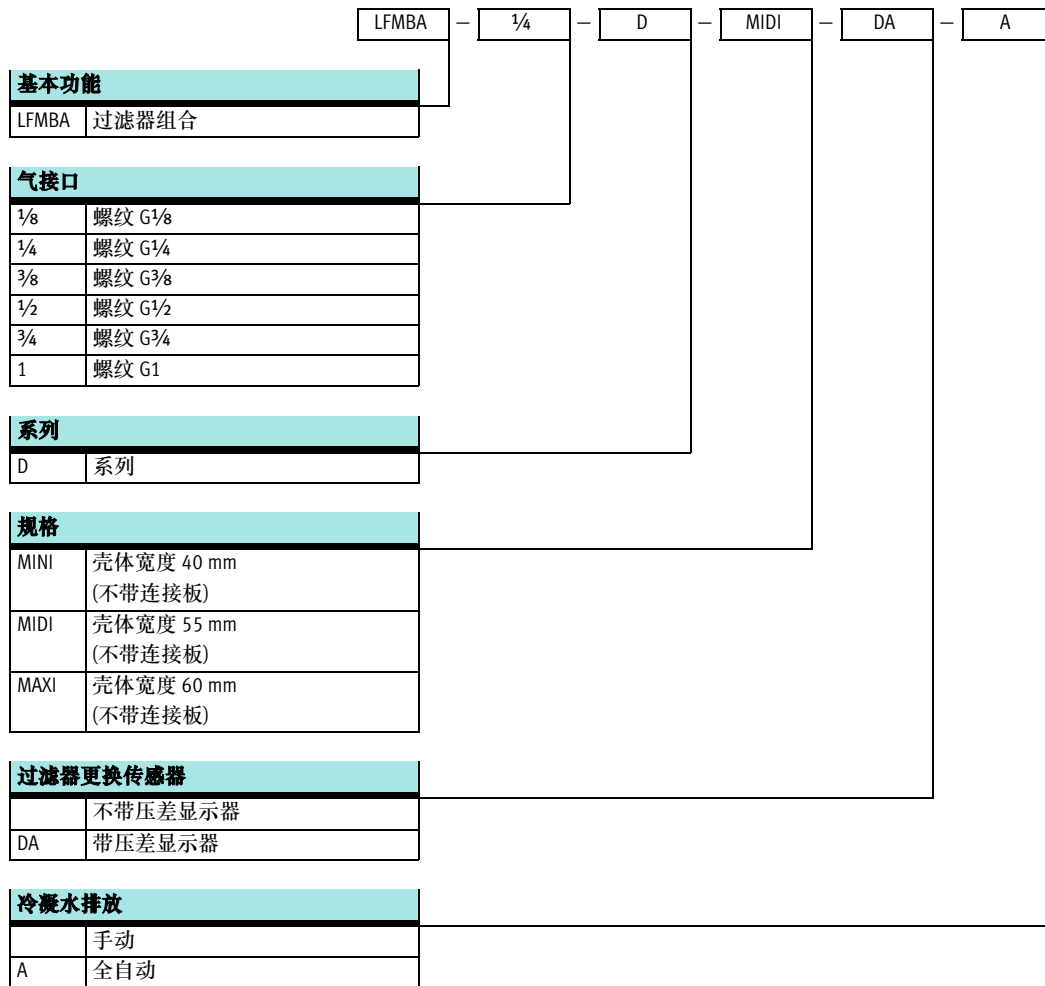 LFMBA – ¼ – D – MIDI – DA – A
基本功能
LFMBA 过滤器组合
气接口
⅛ 螺纹 G⅛
¼ 螺纹 G¼
⅜ 螺纹 G⅜
½ 螺纹 G½
¾ 螺纹 G¾
1 螺纹 G1
系列
D 系列
规格
MINI 壳体宽度 40 mm
(不带连接板)
MIDI 壳体宽度 55 mm
(不带连接板)
MAXI 壳体宽度 60 mm
(不带连接板)
过滤器更换传感器
不带压差显示器
DA 带压差显示器
冷凝水排放
手动
A 全自动